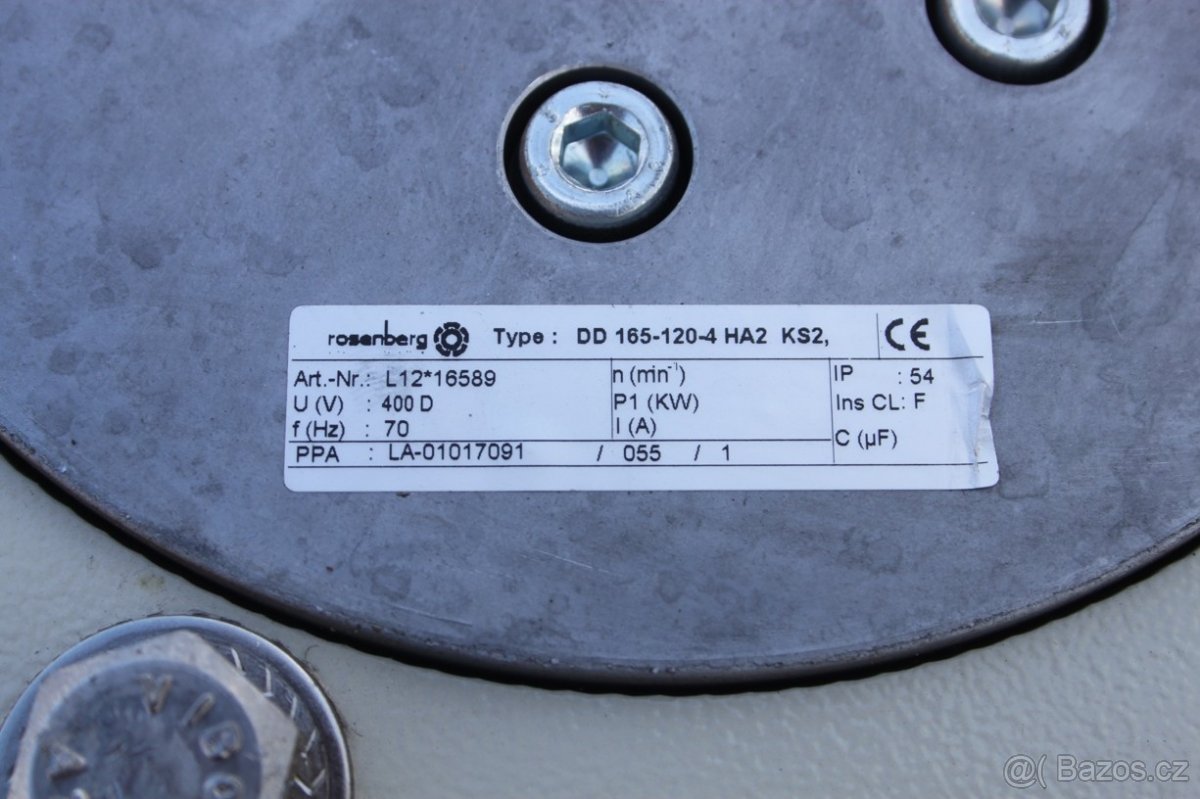 rosenberg Type : DD 165-120-4 HA2 KS2, CE
Art.-Nr.: L12*16589 n (min⁻¹) IP : 54
U (V) : 400 D P1 (KW) Ins CL: F
f (Hz) : 70 I (A) C (µF)
PPA : LA-01017091 / 055 / 1
@( Bazos.cz